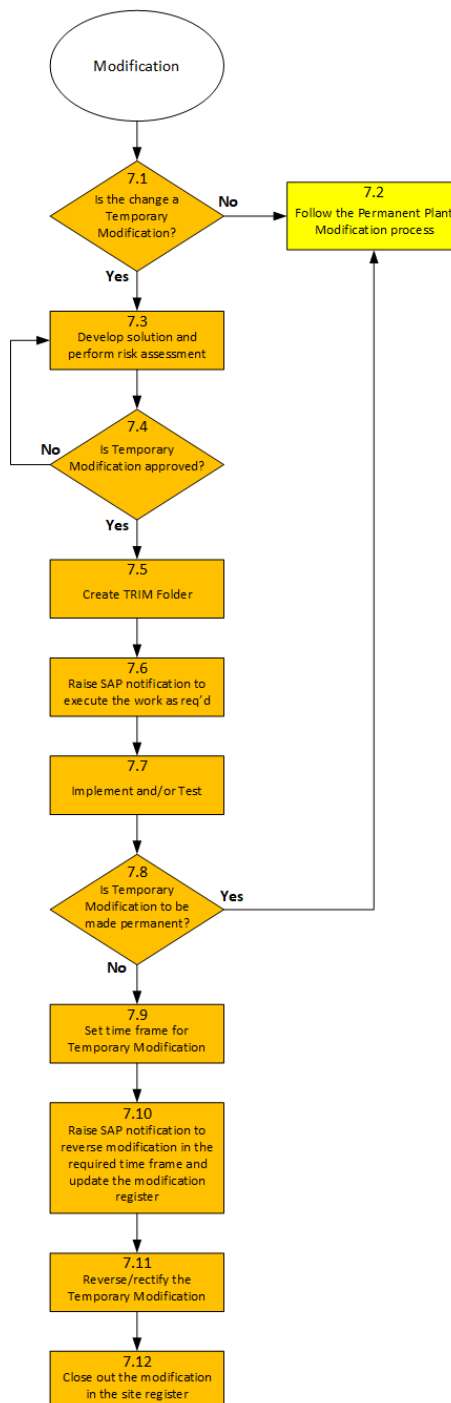 Modification
7.1
Is the change a
Temporary
Modification?
No
7.2
Follow the Permanent Plant
Modification process
Yes
7.3
Develop solution and
perform risk assessment
7.4
Is Temporary
Modification approved?
No
Yes
7.5
Create TRIM Folder
7.6
Raise SAP notification to
execute the work as req'd
7.7
Implement and/or Test
7.8
Is Temporary
Modification to be
made permanent?
Yes
No
7.9
Set time frame for
Temporary Modification
7.10
Raise SAP notification to
reverse modification in the
required time frame and
update the modification
register
7.11
Reverse/rectify the
Temporary Modification
7.12
Close out the modification
in the site register